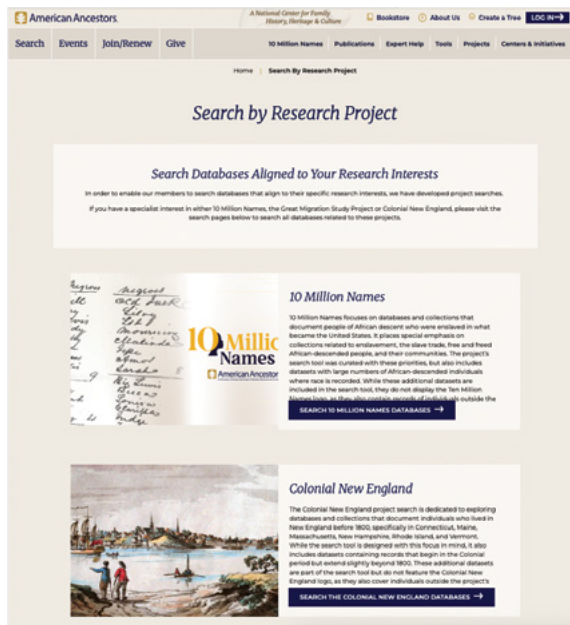 American Ancestors
A National Center for Family
History, Heritage & Culture
Bookstore
About Us
Create a Tree
LOG IN
Search
Events
Join/Renew
Give
10 Million Names
Publications
Expert Help
Tools
Projects
Centers & Initiatives
Home | Search By Research Project
Search by Research Project
Search Databases Aligned to Your Research Interests
In order to enable our members to search databases that align to their specific research interests, we have developed project searches.
If you have a specialist interest in either 10 Million Names, the Great Migration Study Project or Colonial New England, please visit the
search pages below to search all databases related to these projects.
negroes
Old Jack
Lucy
Sarah
9
4
10 Millio
Names
American Ancestor
10 Million Names
10 Million Names focuses on databases and collections that
document people of African descent who were enslaved in what
became the United States. It places special emphasis on
collections related to enslavement, the slave trade, free and freed
African-descended people, and their communities. The project's
search tool was curated with these priorities, but also includes
datasets with large numbers of African-descended individuals
where race is recorded. While these additional datasets are
included in the search tool, they do not display the Ten Million
Names logo, as they also contain records of individuals outside the
SEARCH 10 MILLION NAMES DATABASES
Colonial New England
The Colonial New England project search is dedicated to exploring
databases and collections that document individuals who lived in
New England before 1800, specifically in Connecticut, Maine,
Massachusetts, New Hampshire, Rhode Island, and Vermont.
While the search tool is designed with this focus in mind, it also
includes datasets containing records that begin in the Colonial
period but extend slightly beyond 1800. These additional datasets
are part of the search tool but do not feature the Colonial New
England logo, as they also cover individuals outside the project's
SEARCH THE COLONIAL NEW ENGLAND DATABASES